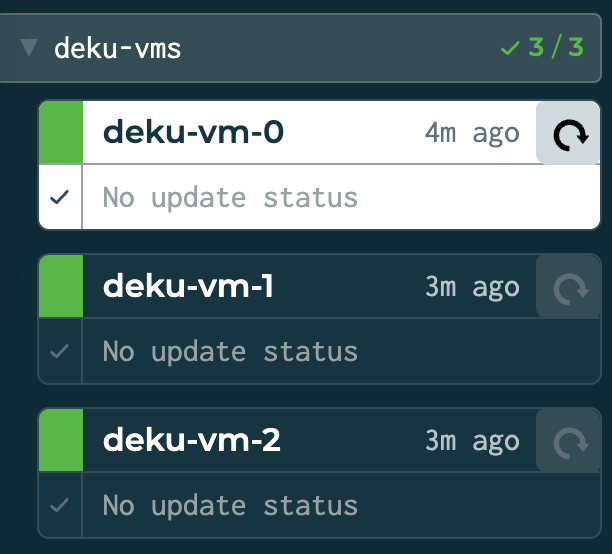 deku-vms 3/3
deku-vm-0 4m ago
No update status
deku-vm-1 3m ago
No update status
deku-vm-2 3m ago
No update status